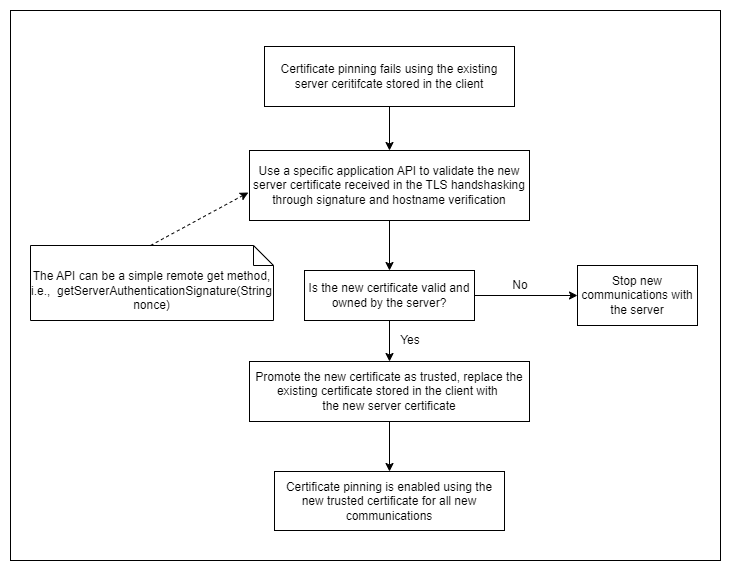 Certificate pinning fails using the existing
server ceritifcate stored in the client
Use a specific application API to validate the new
server certificate received in the TLS handshasking
through signature and hostname verification
The API can be a simple remote get method,
i.e., getServerAuthenticationSignature(String
nonce)
Is the new certificate valid and
owned by the server?
No
Stop new
communications with
the server
Yes
Promote the new certificate as trusted, replace the
existing certificate stored in the client with
the new server certificate
Certificate pinning is enabled using the
new trusted certificate for all new
communications